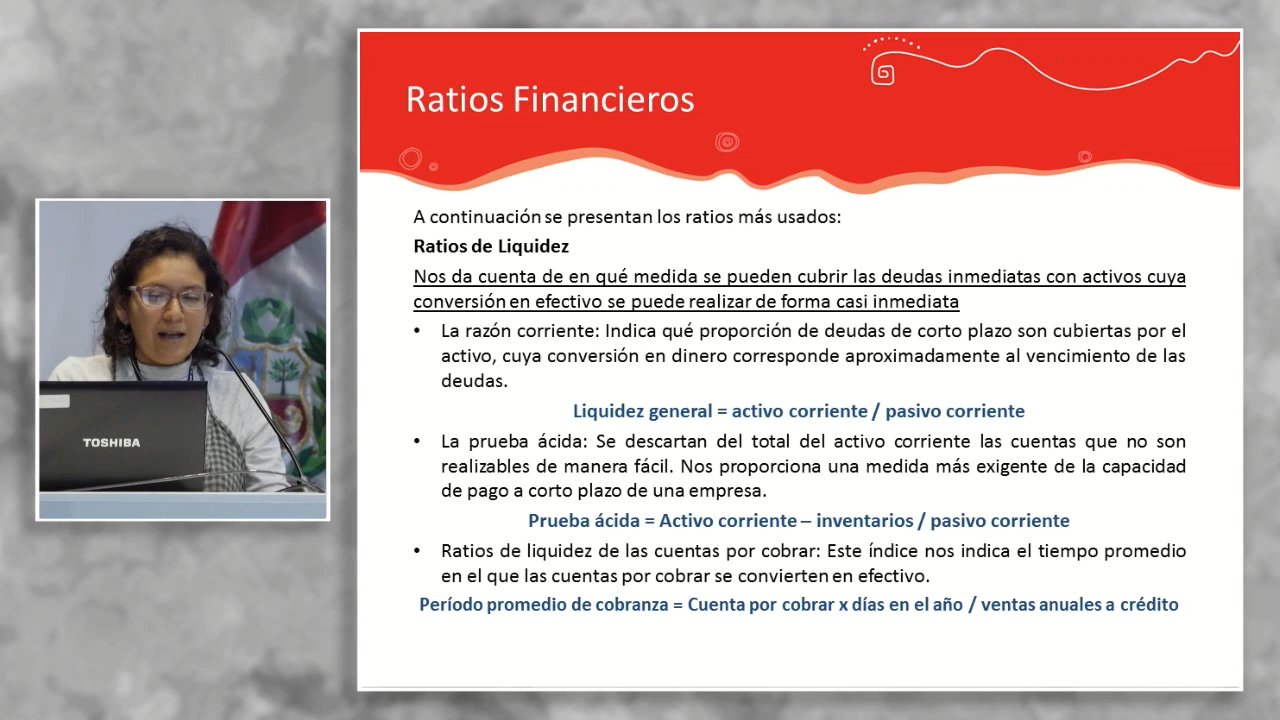 Ratios Financieros
A continuación se presentan los ratios más usados:
Ratios de Liquidez
Nos da cuenta de en qué medida se pueden cubrir las deudas inmediatas con activos cuya
conversión en efectivo se puede realizar de forma casi inmediata
• La razón corriente: Indica qué proporción de deudas de corto plazo son cubiertas por el
activo, cuya conversión en dinero corresponde aproximadamente al vencimiento de las
deudas.
Liquidez general = activo corriente / pasivo corriente
• La prueba ácida: Se descartan del total del activo corriente las cuentas que no son
realizables de manera fácil. Nos proporciona una medida más exigente de la capacidad
de pago a corto plazo de una empresa.
Prueba ácida = Activo corriente – inventarios / pasivo corriente
• Ratios de liquidez de las cuentas por cobrar: Este índice nos indica el tiempo promedio
en el que las cuentas por cobrar se convierten en efectivo.
Período promedio de cobranza = Cuenta por cobrar x días en el año / ventas anuales a crédito
TOSHIBA